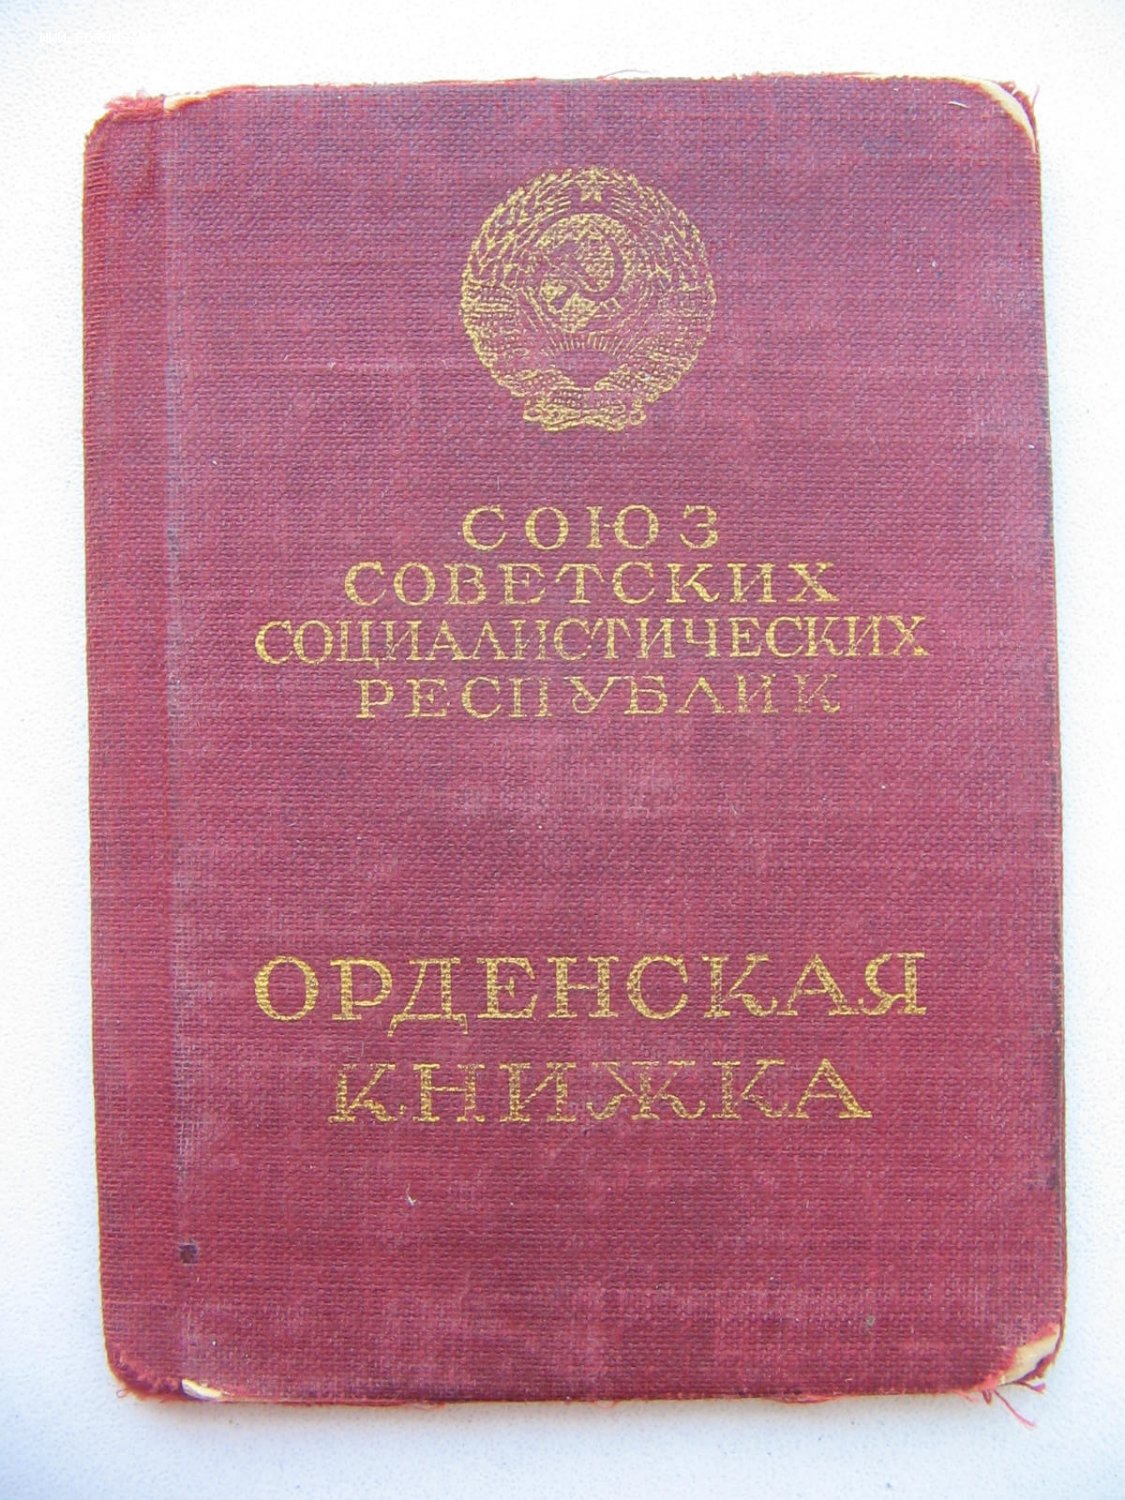 СОЮЗ
СОВЕТСКИХ
СОЦИАЛИСТИЧЕСКИХ
РЕСПУБЛИК
ОРДЕНСКАЯ
КНИЖКА